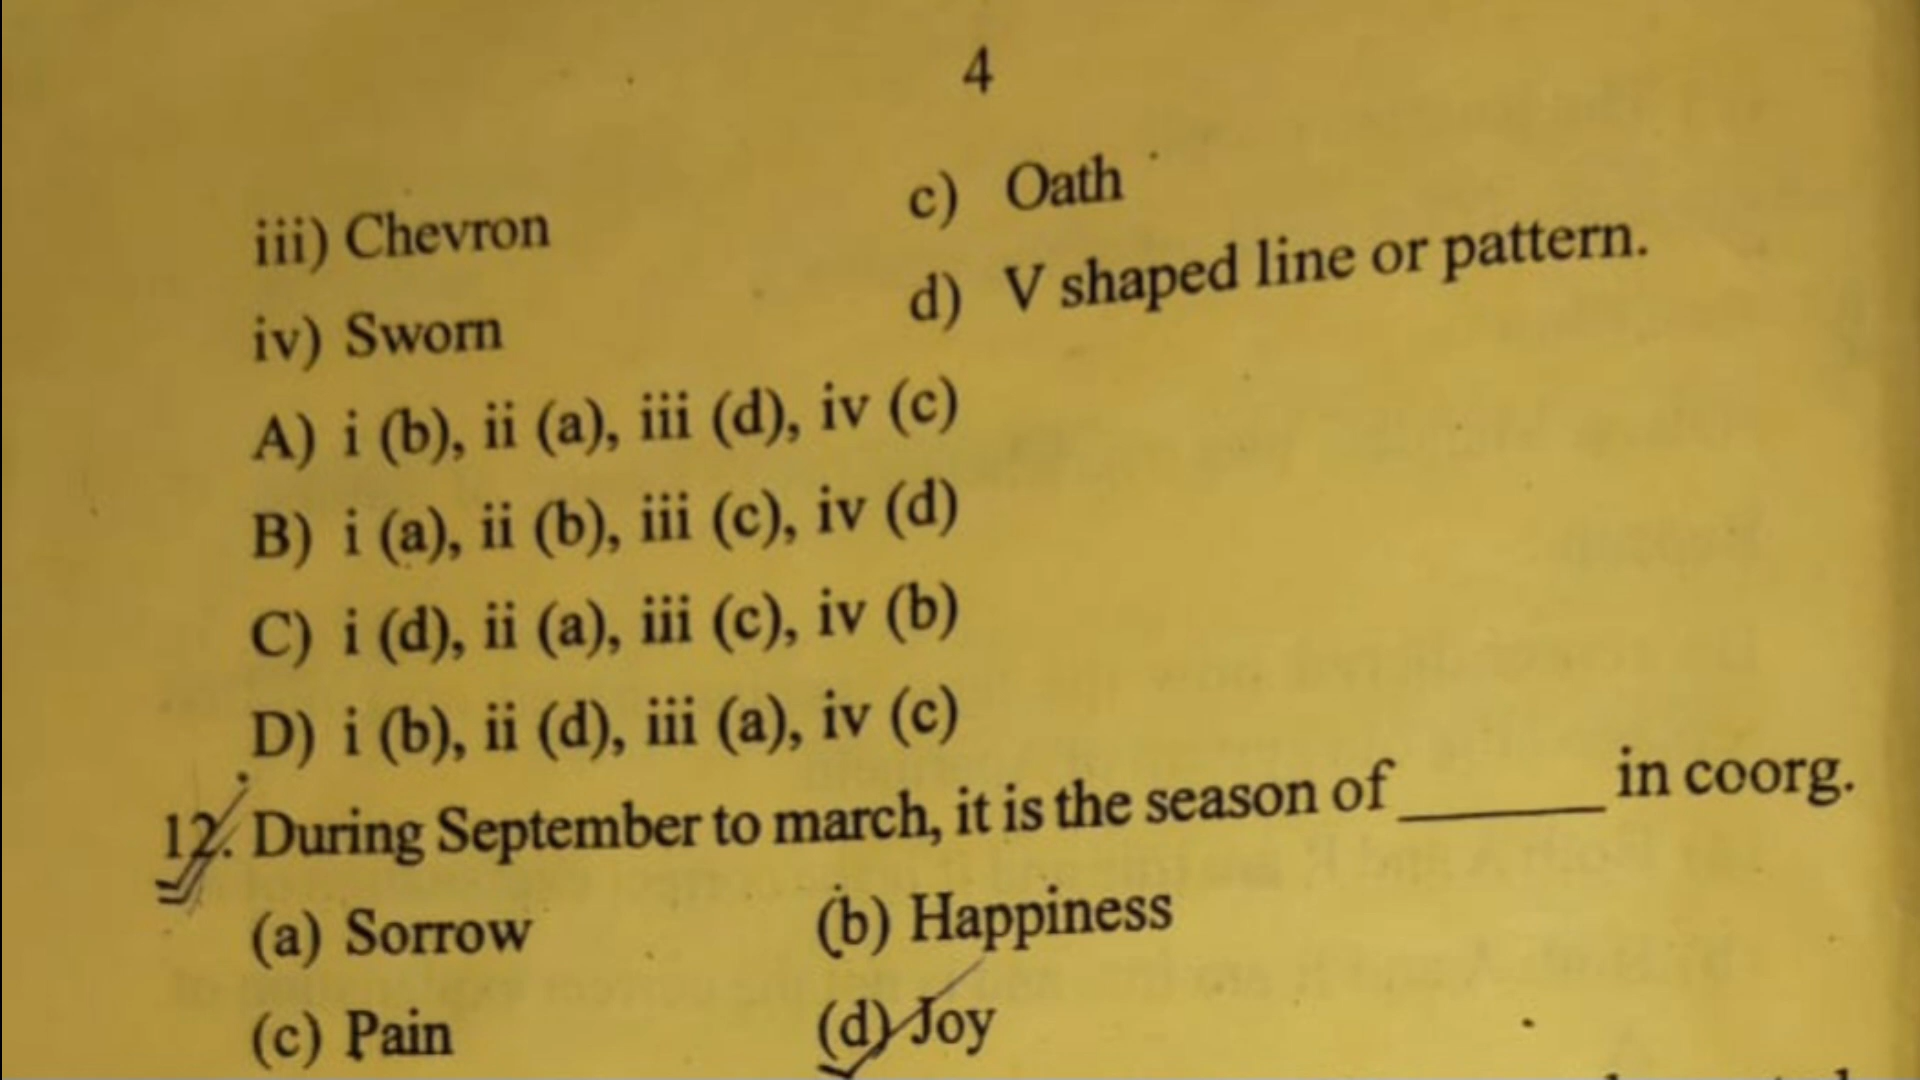 4
iii) Chevron c) Oath
iv) Sworn d) V shaped line or pattern.
A) i (b), ii (a), iii (d), iv (c)
B) i (a), ii (b), iii (c), iv (d)
C) i (d), ii (a), iii (c), iv (b)
D) i (b), ii (d), iii (a), iv (c)
12. During September to march, it is the season of ______ in coorg.
(a) Sorrow (b) Happiness
(c) Pain (d) Joy